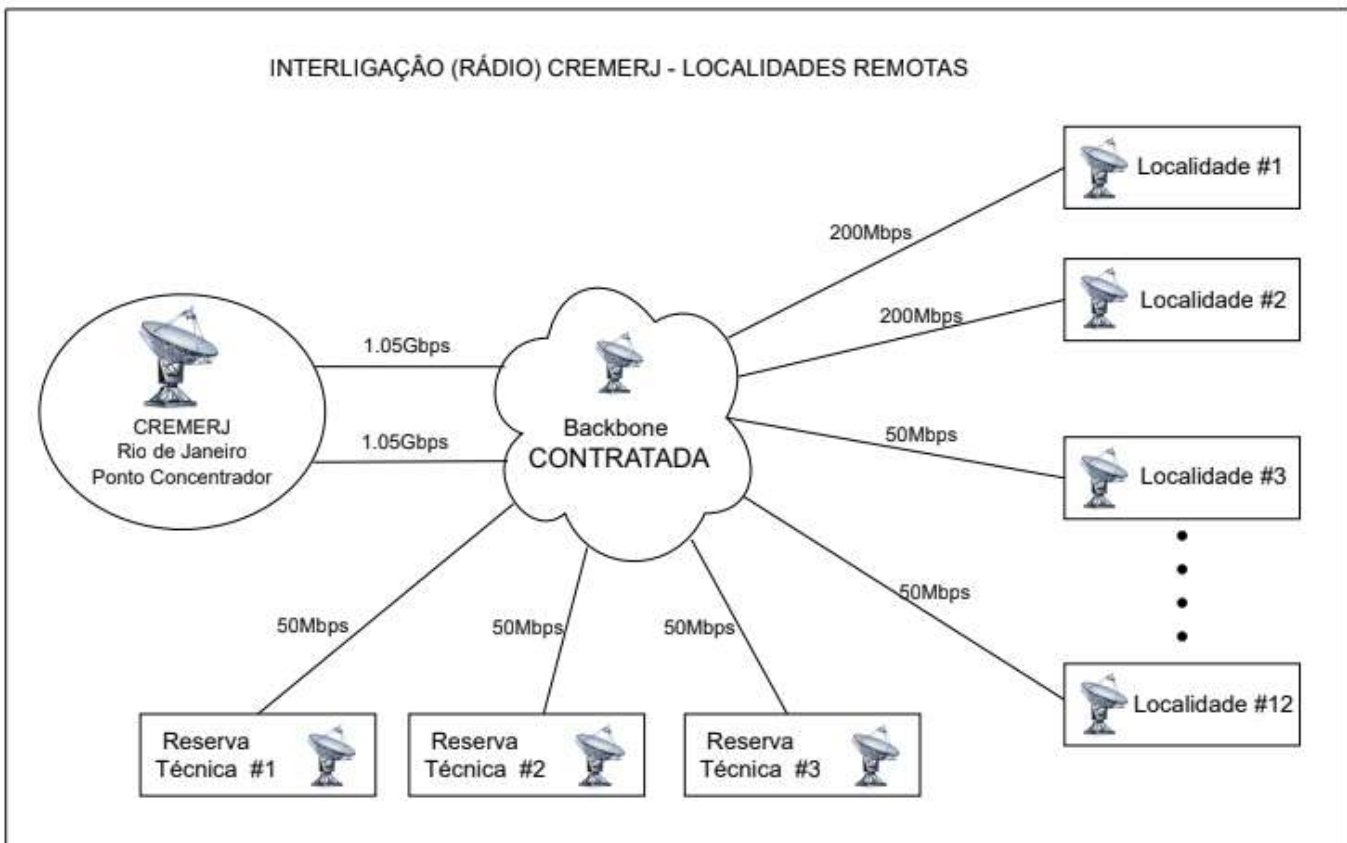 INTERLIGAÇÂO (RÁDIO) CREMERJ - LOCALIDADES REMOTAS
Localidade #1
200Mbps
Localidade #2
200Mbps
1.05Gbps
CREMERJ
Rio de Janeiro
Ponto Concentrador
1.05Gbps
Backbone
CONTRATADA
50Mbps
Localidade #3
50Mbps
Localidade #12
50Mbps
50Mbps
50Mbps
Reserva
Técnica #1
Reserva
Técnica #2
Reserva
Técnica #3